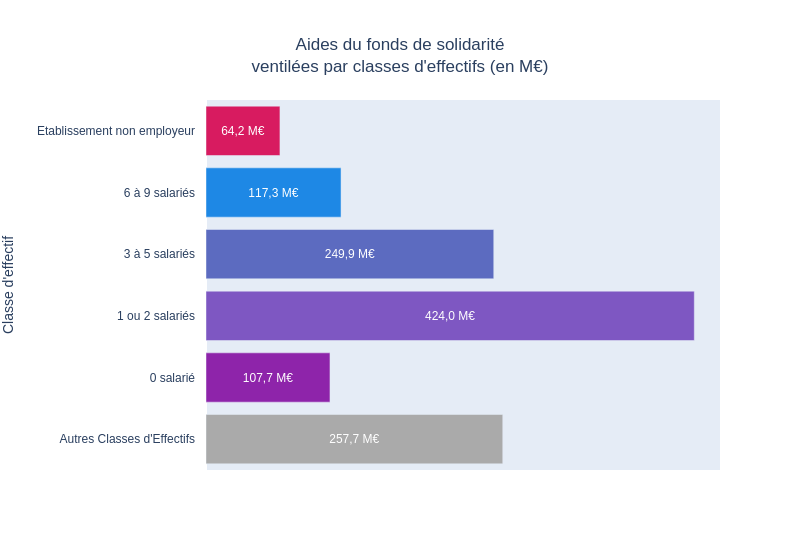 Aides du fonds de solidarité
ventilées par classes d'effectifs (en M€)
Classe d'effectif
Etablissement non employeur
64,2 M€
6 à 9 salariés
117,3 M€
3 à 5 salariés
249,9 M€
1 ou 2 salariés
424,0 M€
0 salarié
107,7 M€
Autres Classes d'Effectifs
257,7 M€